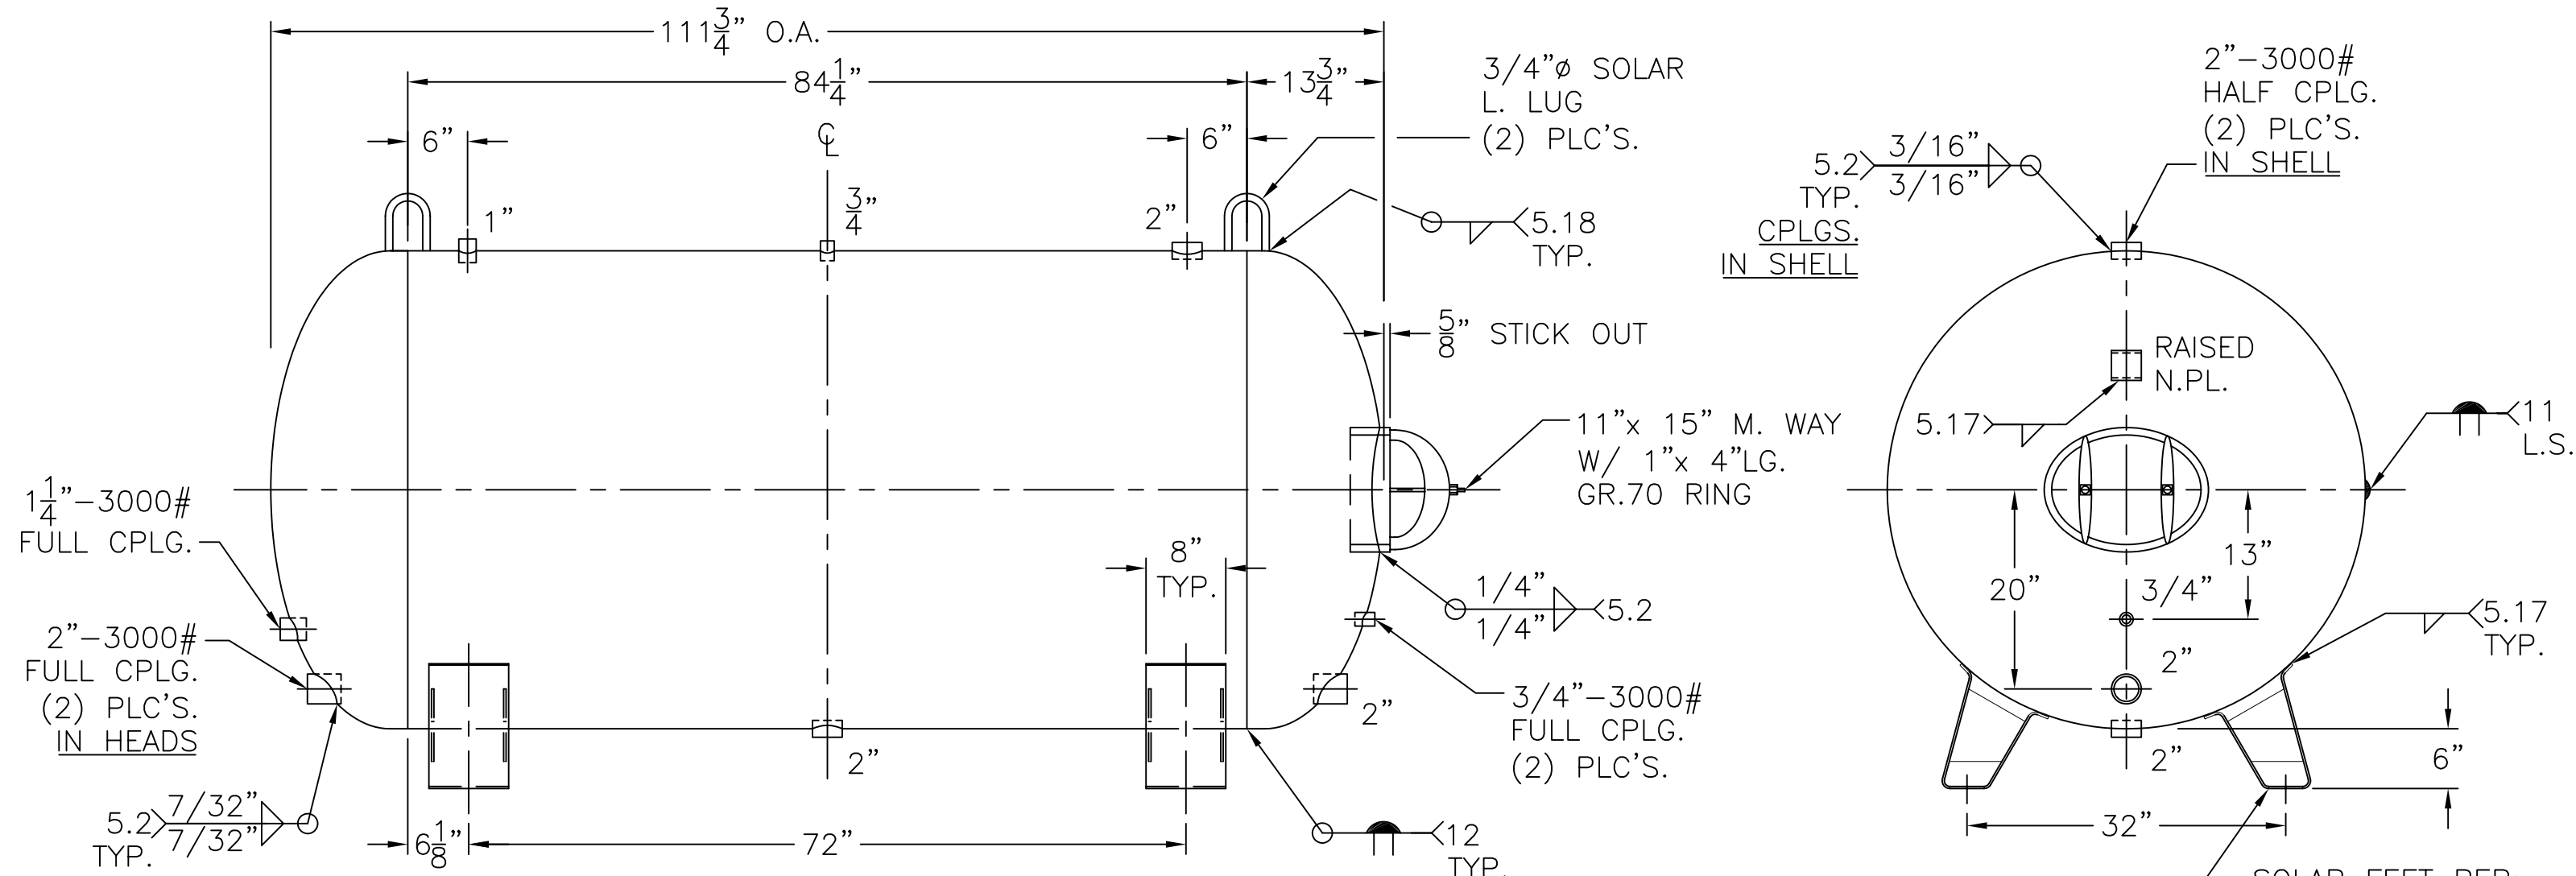 111 3/4" O.A.
84 1/4"
13 3/4"
6"
℄
6"
1"
3/4"
2"
3/4"ø SOLAR
L. LUG
(2) PLC'S.
5.18
TYP.
5/8" STICK OUT
11"x 15" M. WAY
W/ 1"x 4"LG.
GR.70 RING
1 1/4"-3000#
FULL CPLG.
2"-3000#
FULL CPLG.
(2) PLC'S.
IN HEADS
7/32"
5.2
7/32"
TYP.
8"
TYP.
1/4"
1/4"
5.2
3/4"-3000#
FULL CPLG.
(2) PLC'S.
2"
2"
6 1/8"
72"
12
TYP.
2"-3000#
HALF CPLG.
(2) PLC'S.
IN SHELL
3/16"
5.2
3/16"
TYP.
CPLGS.
IN SHELL
RAISED
N.PL.
5.17
11
L.S.
20"
13"
3/4"
2"
5.17
TYP.
2"
6"
32"
SOLAR FEET PER